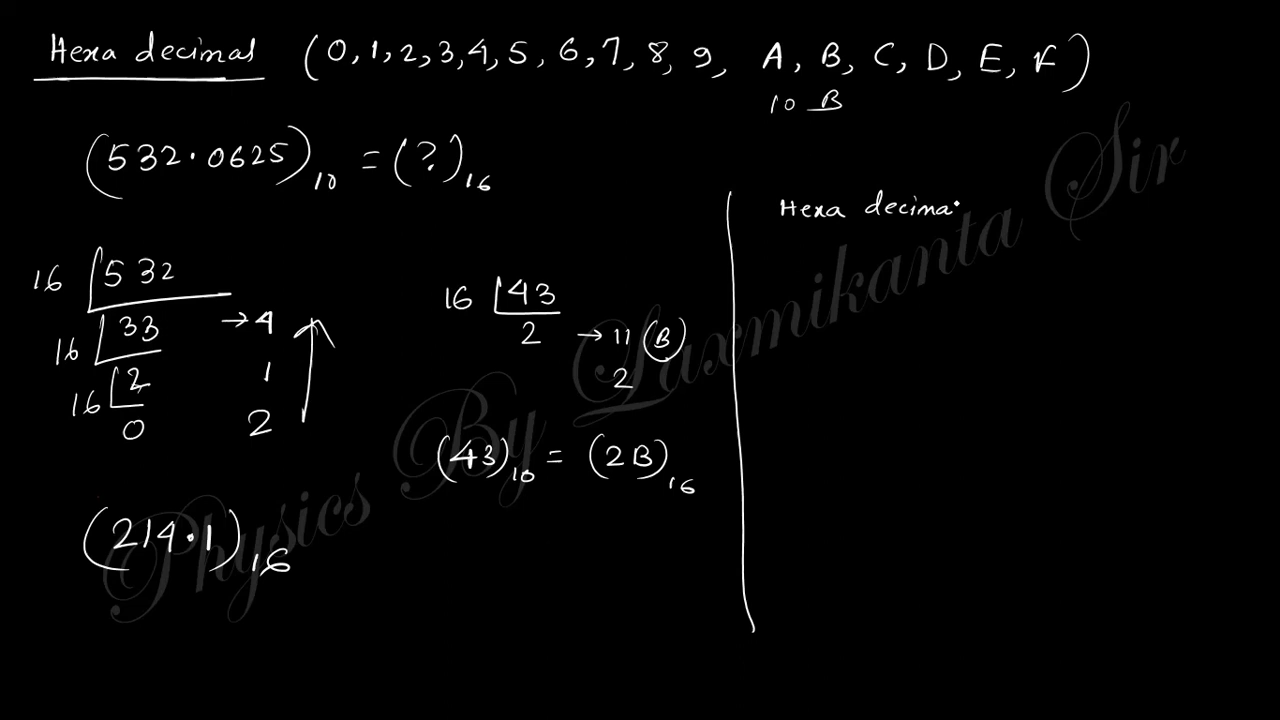 Hexa decimal (0, 1, 2, 3, 4, 5, 6, 7, 8, 9, A, B, C, D, E, F)
10 B
(532.0625)10 = (?)16
16 532
16 33 → 4
16 2 1
0 2
(214.1)16
16 43
2 → 11 (B)
2
(43)10 = (2B)16
Hexa decima
Physics By Laxmikanta Sir